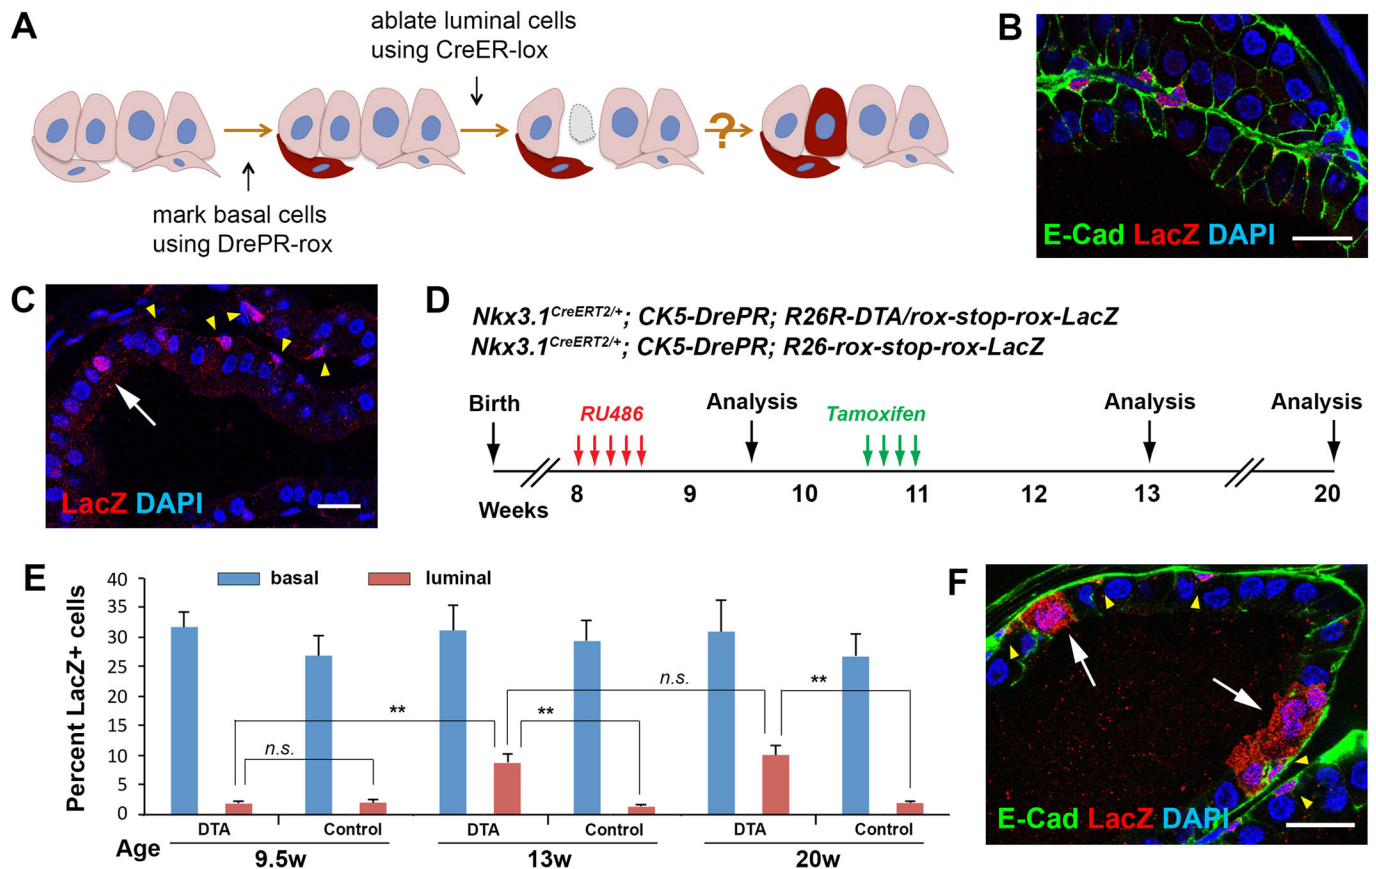 A
ablate luminal cells
using CreER-lox
?
mark basal cells
using DrePR-rox
B
E-Cad LacZ DAPI
C
LacZ DAPI
D
Nkx3.1CreERT2/+; CK5-DrePR; R26R-DTA/rox-stop-rox-LacZ
Nkx3.1CreERT2/+; CK5-DrePR; R26-rox-stop-rox-LacZ
Birth
RU486
Analysis
Tamoxifen
Analysis
Analysis
Weeks
8
9
10
11
12
13
20
E
basal
luminal
Percent LacZ+ cells
40
35
30
25
20
15
10
5
0
n.s.
**
**
n.s.
**
DTA
Control
DTA
Control
DTA
Control
Age
9.5w
13w
20w
F
E-Cad LacZ DAPI